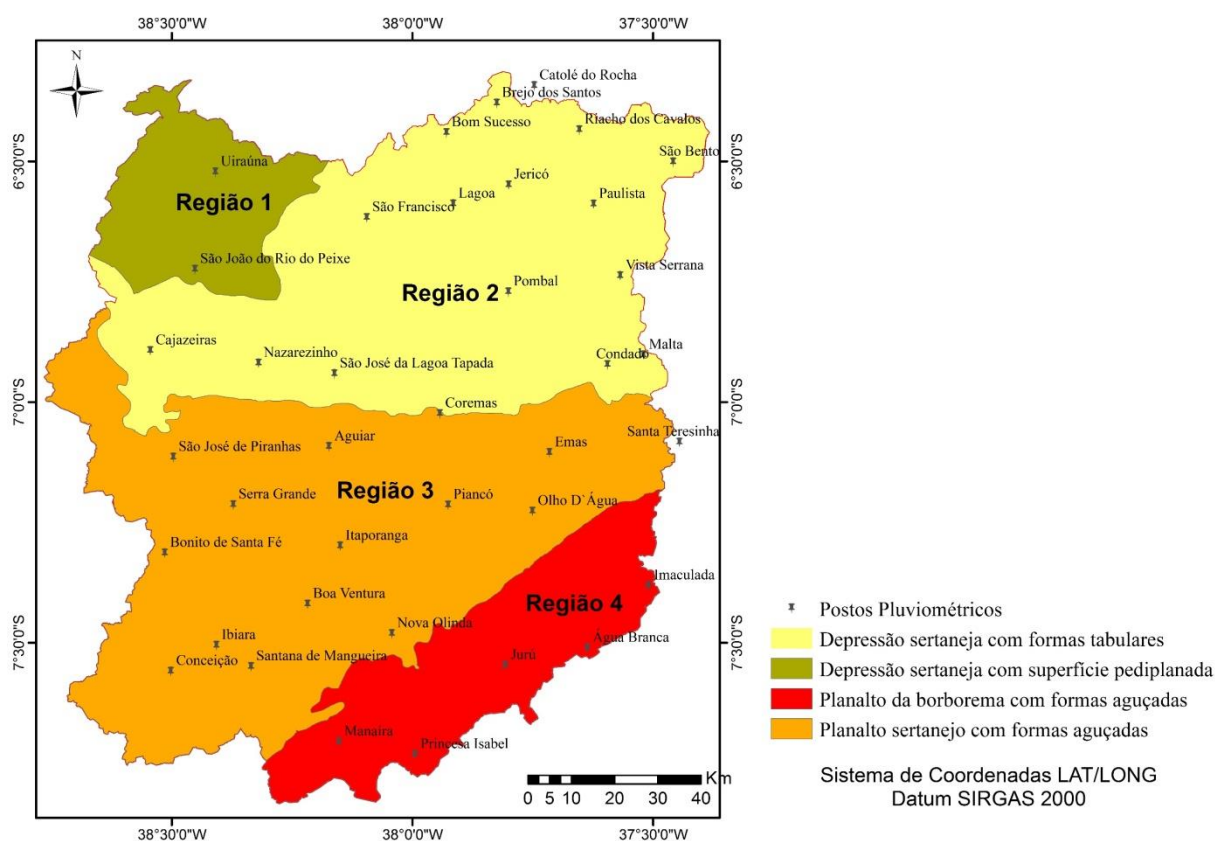 38°30'0"W 38°0'0"W 37°30'0"W
N
Catolé do Rocha
Brejo dos Santos
Bom Sucesso
Riacho dos Cavalos
6°30'0"S
São Bento
6°30'0"S
Uiraúna
Jericó
Região 1
Lagoa
Paulista
São Francisco
São João do Rio do Peixe
Vista Serrana
Região 2
Pombal
Cajazeiras
Malta
Nazarezinho
São José da Lagoa Tapada
Condado
7°0'0"S
Coremas
7°0'0"S
Santa Teresinha
São José de Piranhas
Aguiar
Emas
Serra Grande
Região 3
Piancó
Olho D`Água
Bonito de Santa Fé
Itaporanga
Imaculada
Boa Ventura
Região 4
Nova Olinda
Ibiara
Água Branca
7°30'0"S
Conceição
Santana de Mangueira
Jurú
7°30'0"S
Manaíra
Princesa Isabel
Km
0 5 10 20 30 40
38°30'0"W 38°0'0"W 37°30'0"W
Postos Pluviométricos
Depressão sertaneja com formas tabulares
Depressão sertaneja com superfície pediplanada
Planalto da borborema com formas aguçadas
Planalto sertanejo com formas aguçadas
Sistema de Coordenadas LAT/LONG
Datum SIRGAS 2000